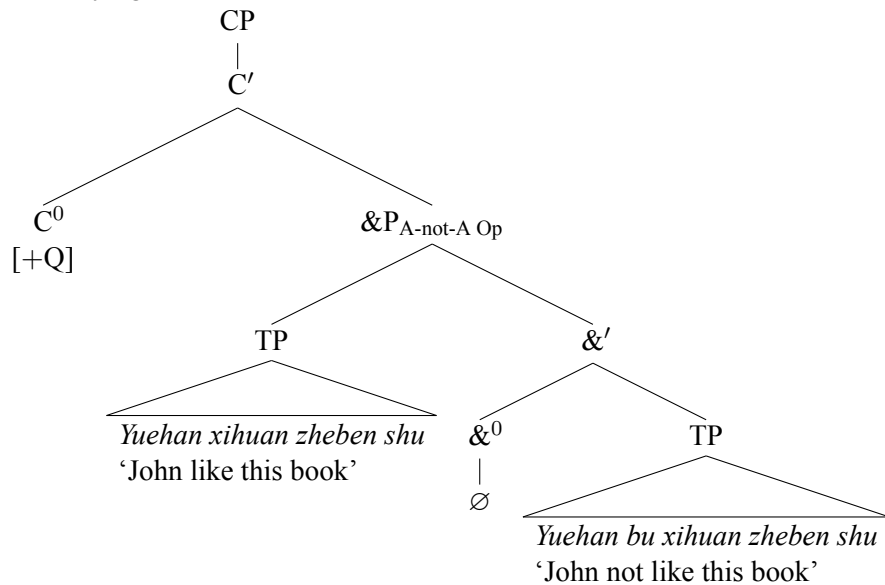 CP
C′
C⁰ &P A-not-A Op
[+Q]
TP &′
Yuehan xihuan zheben shu &⁰ TP
‘John like this book’
∅
Yuehan bu xihuan zheben shu
‘John not like this book’